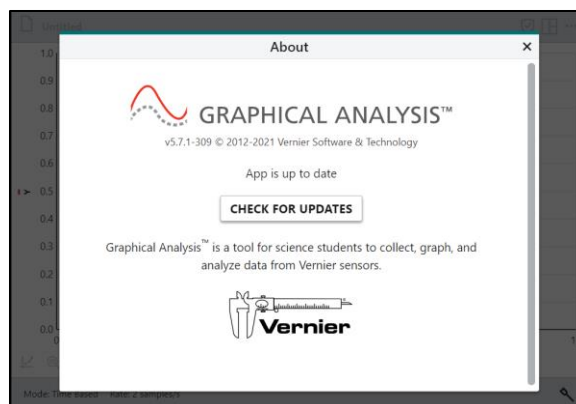 Untitled
About
×
GRAPHICAL ANALYSIS™
v5.7.1-309 © 2012-2021 Vernier Software & Technology
App is up to date
CHECK FOR UPDATES
Graphical Analysis™ is a tool for science students to collect, graph, and
analyze data from Vernier sensors.
Vernier
1.0
0.9
0.8
0.7
0.6
0.5
0.4
0.3
0.2
0.1
0.0
0
1
Mode: Time Based Rate: 2 samples/s